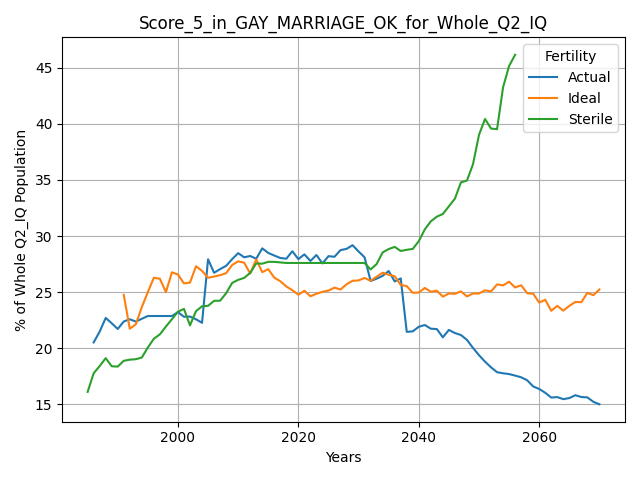 Score_5_in_GAY_MARRIAGE_OK_for_Whole_Q2_IQ
Fertility
Actual
Ideal
Sterile
% of Whole Q2_IQ Population
45
40
35
30
25
20
15
2000
2020
2040
2060
Years